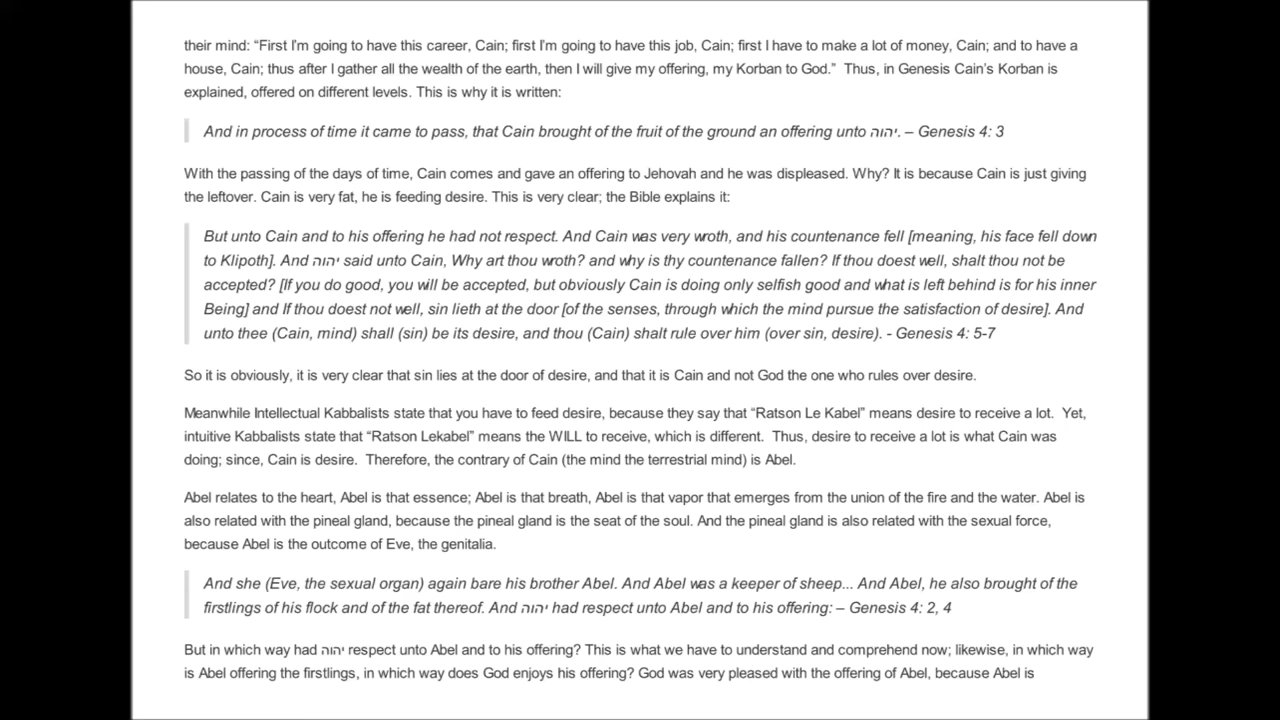 their mind: “First I’m going to have this career, Cain; first I’m going to have this job, Cain; first I have to make a lot of money, Cain; and to have a
house, Cain; thus after I gather all the wealth of the earth, then I will give my offering, my Korban to God.”  Thus, in Genesis Cain’s Korban is
explained, offered on different levels. This is why it is written:
And in process of time it came to pass, that Cain brought of the fruit of the ground an offering unto יהוה. – Genesis 4: 3
With the passing of the days of time, Cain comes and gave an offering to Jehovah and he was displeased. Why? It is because Cain is just giving
the leftover. Cain is very fat, he is feeding desire. This is very clear; the Bible explains it:
But unto Cain and to his offering he had not respect. And Cain was very wroth, and his countenance fell [meaning, his face fell down
to Klipoth]. And יהוה said unto Cain, Why art thou wroth? and why is thy countenance fallen? If thou doest well, shalt thou not be
accepted? [If you do good, you will be accepted, but obviously Cain is doing only selfish good and what is left behind is for his inner
Being] and If thou doest not well, sin lieth at the door [of the senses, through which the mind pursue the satisfaction of desire]. And
unto thee (Cain, mind) shall (sin) be its desire, and thou (Cain) shalt rule over him (over sin, desire). - Genesis 4: 5-7
So it is obviously, it is very clear that sin lies at the door of desire, and that it is Cain and not God the one who rules over desire.
Meanwhile Intellectual Kabbalists state that you have to feed desire, because they say that “Ratson Le Kabel” means desire to receive a lot.  Yet,
intuitive Kabbalists state that “Ratson Lekabel” means the WILL to receive, which is different.  Thus, desire to receive a lot is what Cain was
doing; since, Cain is desire.  Therefore, the contrary of Cain (the mind the terrestrial mind) is Abel.
Abel relates to the heart, Abel is that essence; Abel is that breath, Abel is that vapor that emerges from the union of the fire and the water. Abel is
also related with the pineal gland, because the pineal gland is the seat of the soul. And the pineal gland is also related with the sexual force,
because Abel is the outcome of Eve, the genitalia.
And she (Eve, the sexual organ) again bare his brother Abel. And Abel was a keeper of sheep... And Abel, he also brought of the
firstlings of his flock and of the fat thereof. And יהוה had respect unto Abel and to his offering: – Genesis 4: 2, 4
But in which way had יהוה respect unto Abel and to his offering? This is what we have to understand and comprehend now; likewise, in which way
is Abel offering the firstlings, in which way does God enjoys his offering? God was very pleased with the offering of Abel, because Abel is